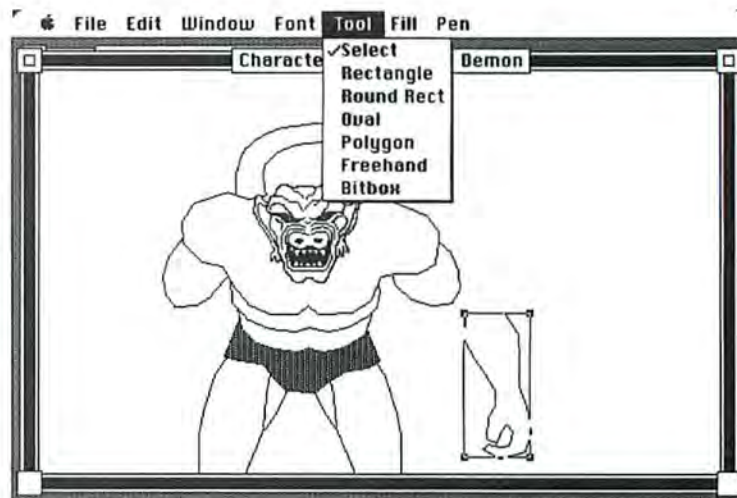 File Edit Window Font Tool Fill Pen
Characte Demon
✓Select
Rectangle
Round Rect
Oval
Polygon
Freehand
Bitbox